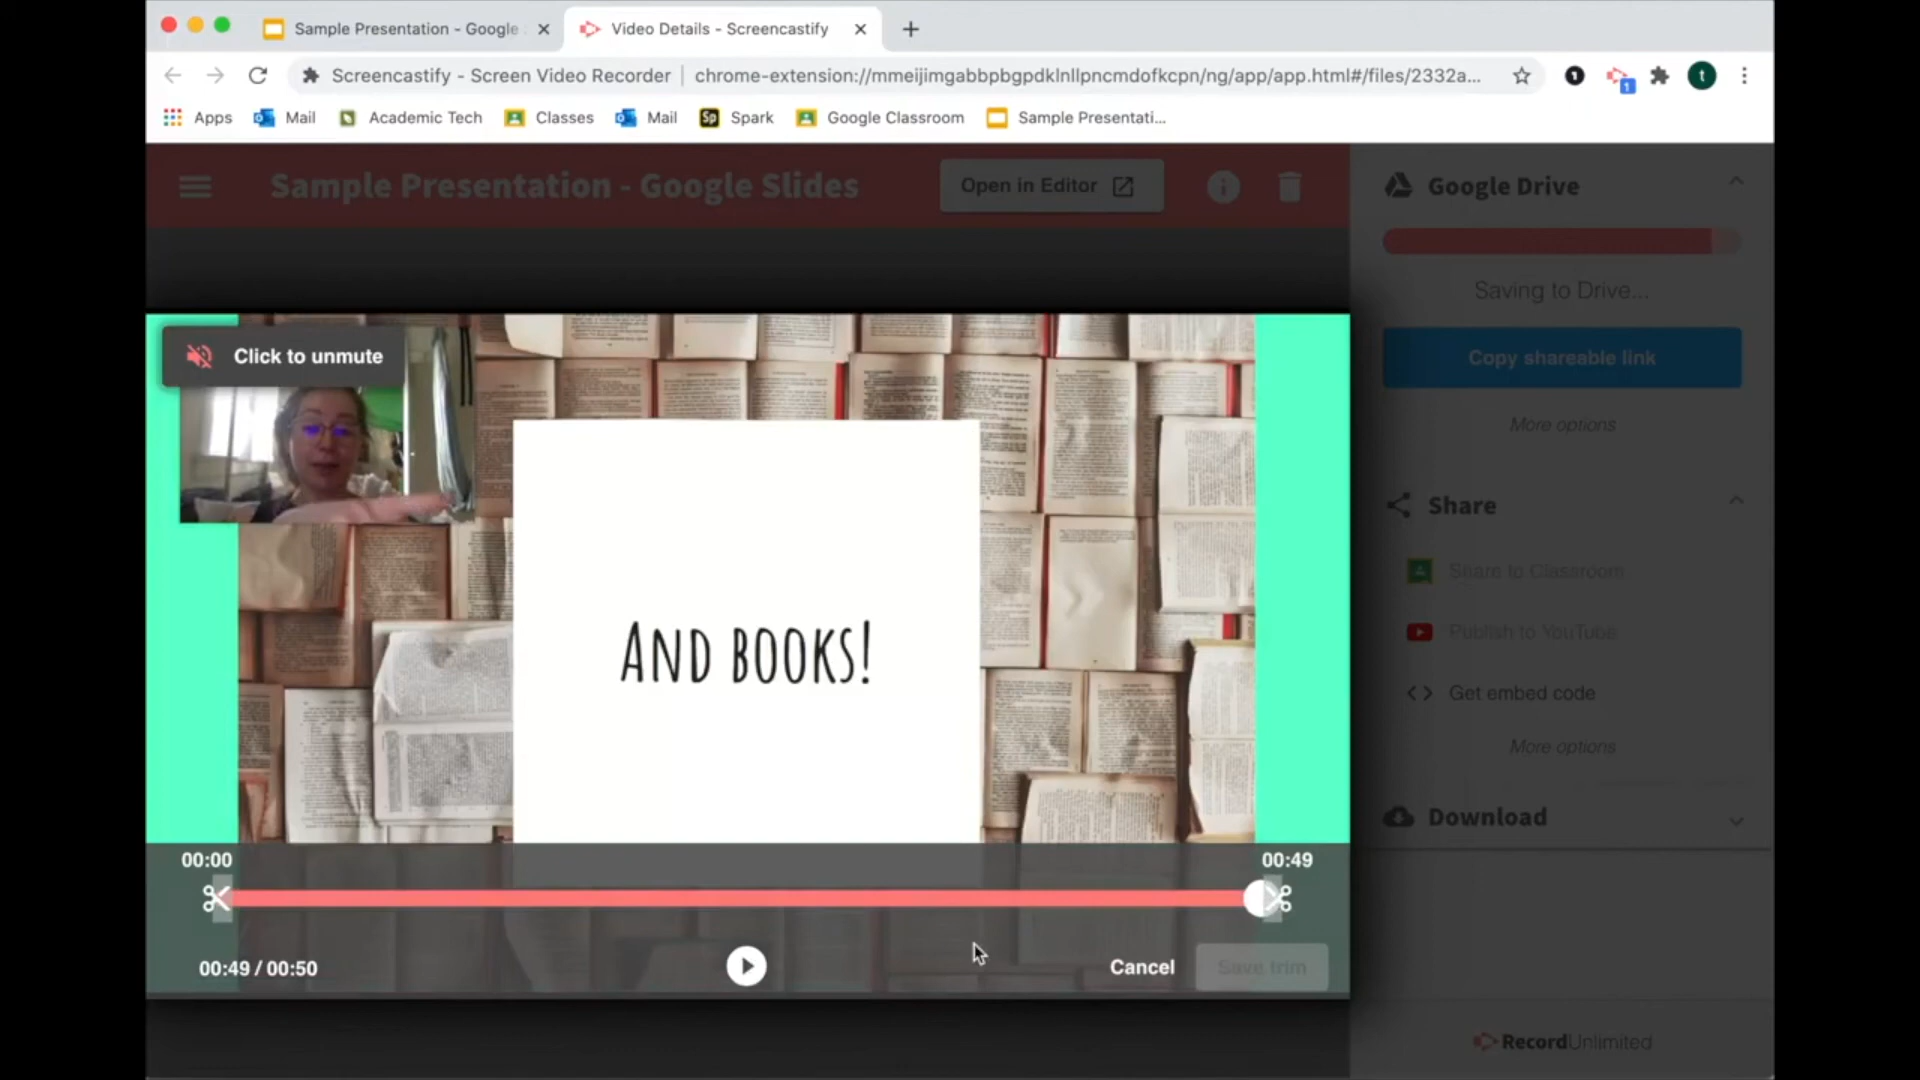 Sample Presentation - Google
Video Details - Screencastify
Screencastify - Screen Video Recorder
chrome-extension://mmeijimgabbpbgpdklnllpncmdofkcpn/ng/app/app.html#/files/2332a...
1
1
t
Apps
Mail
Academic Tech
Classes
Mail
Sp
Spark
Google Classroom
Sample Presentati...
Sample Presentation - Google Slides
Open in Editor
Google Drive
Saving to Drive...
Copy shareable link
More options
Share
Share to Classroom
Publish to YouTube
Get embed code
More options
Download
Click to unmute
AND BOOKS!
00:00
00:49
00:49 / 00:50
Cancel
Save trim
RecordUnlimited